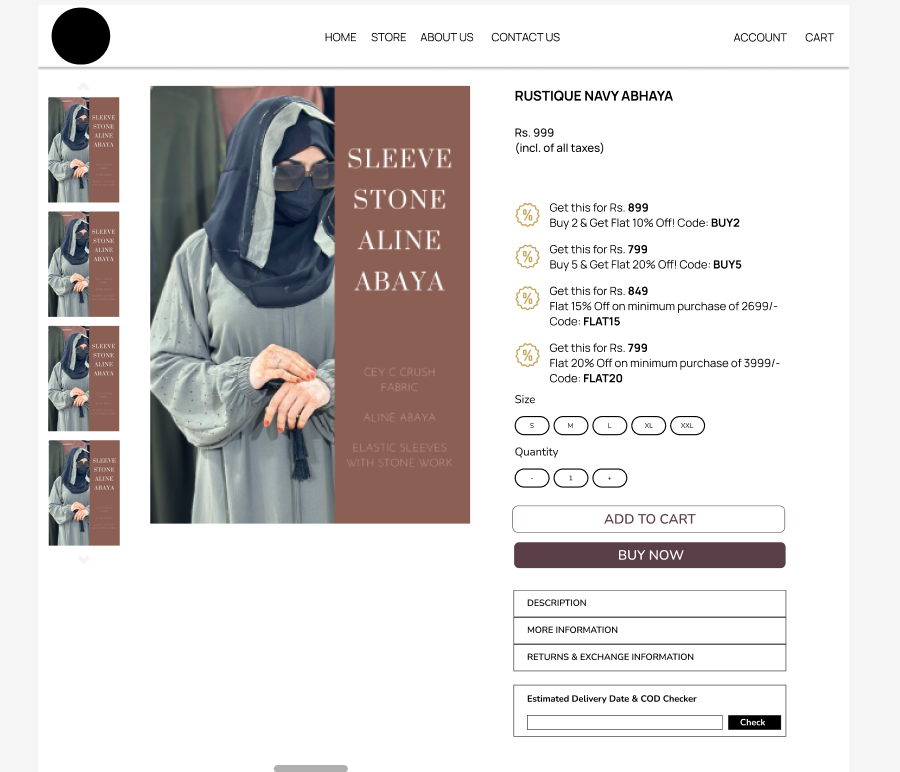 HOME STORE ABOUT US CONTACT US ACCOUNT CART
SLEEVE
STONE
ALINE
ABAYA
SLEEVE
STONE
ALINE
ABAYA
SLEEVE
STONE
ALINE
ABAYA
SLEEVE
STONE
ALINE
ABAYA
SLEEVE
STONE
ALINE
ABAYA
CEY C CRUSH
FABRIC
ALINE ABAYA
ELASTIC SLEEVES
WITH STONE WORK
RUSTIQUE NAVY ABHAYA
Rs. 999
(incl. of all taxes)
% Get this for Rs. 899
Buy 2 & Get Flat 10% Off! Code: BUY2
% Get this for Rs. 799
Buy 5 & Get Flat 20% Off! Code: BUY5
% Get this for Rs. 849
Flat 15% Off on minimum purchase of 2699/-
Code: FLAT15
% Get this for Rs. 799
Flat 20% Off on minimum purchase of 3999/-
Code: FLAT20
Size
S M L XL XXL
Quantity
- 1 +
ADD TO CART
BUY NOW
DESCRIPTION
MORE INFORMATION
RETURNS & EXCHANGE INFORMATION
Estimated Delivery Date & COD Checker
Check